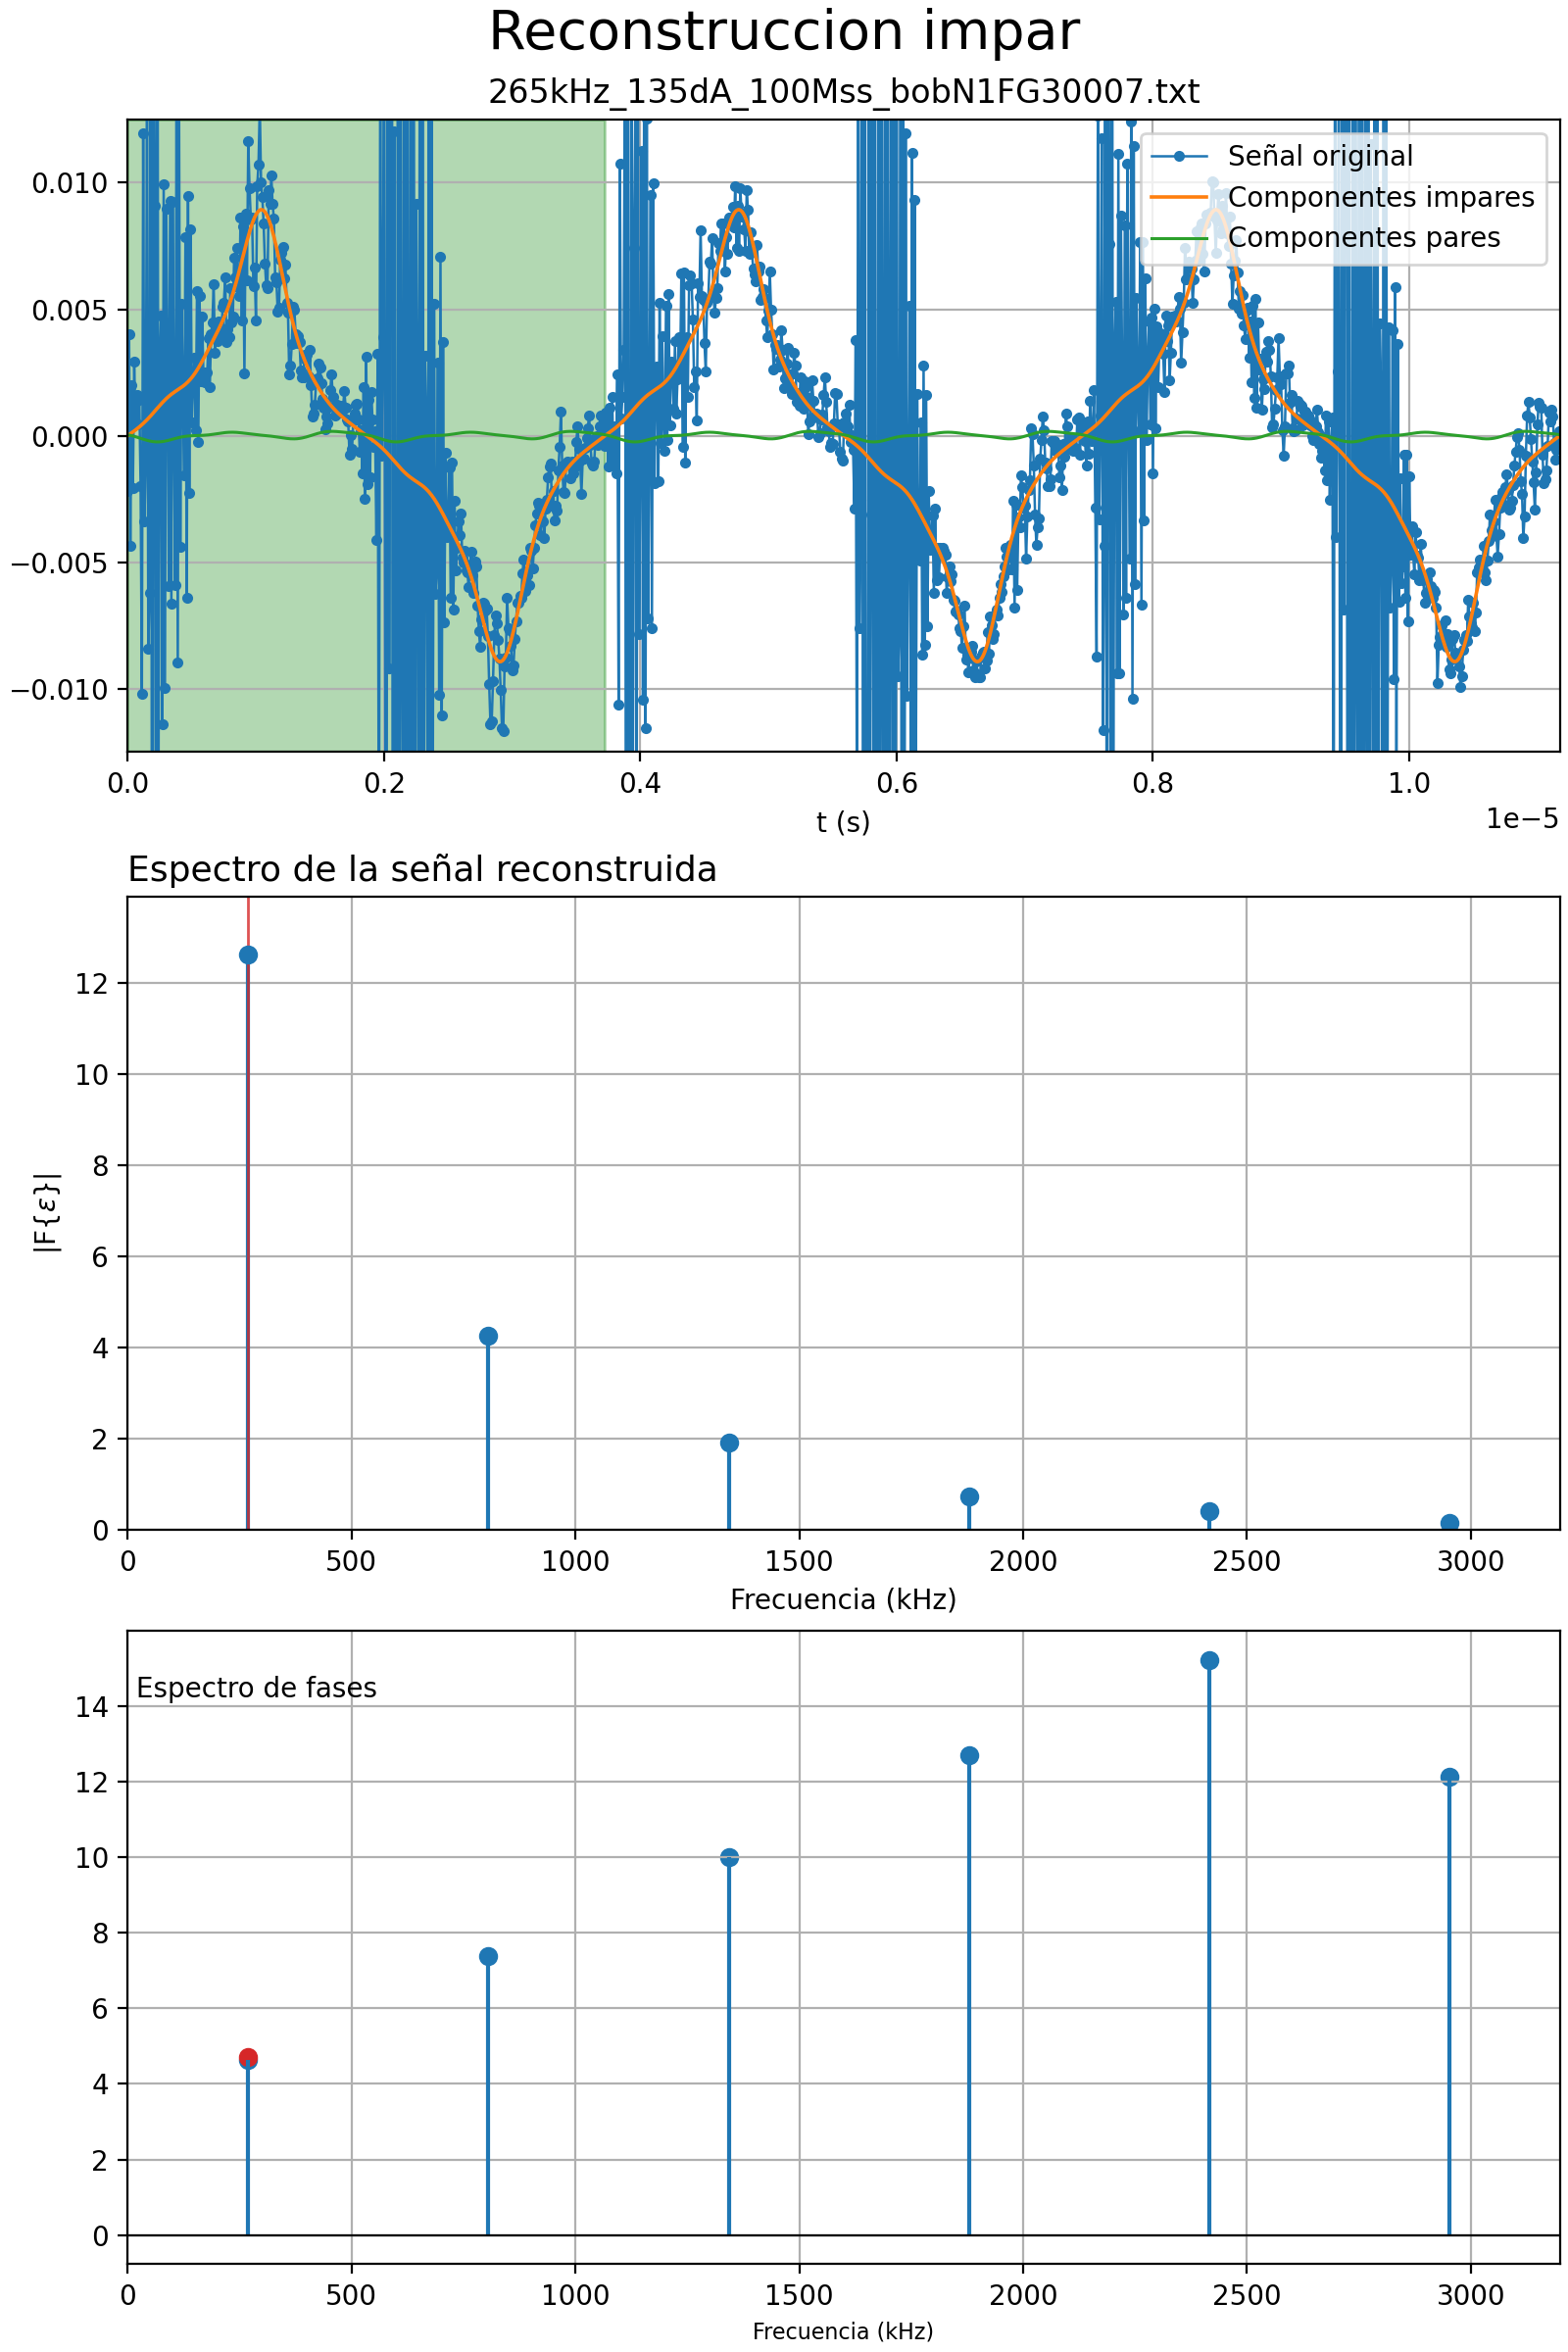 Reconstruccion impar
265kHz_135dA_100Mss_bobN1FG30007.txt
Señal original
Componentes impares
Componentes pares
0.010
0.005
0.000
−0.005
−0.010
0.0 0.2 0.4 0.6 0.8 1.0
1e−5
t (s)
Espectro de la señal reconstruida
12
10
8
6
4
2
0
|F{ε}|
0 500 1000 1500 2000 2500 3000
Frecuencia (kHz)
Espectro de fases
14
12
10
8
6
4
2
0
0 500 1000 1500 2000 2500 3000
Frecuencia (kHz)